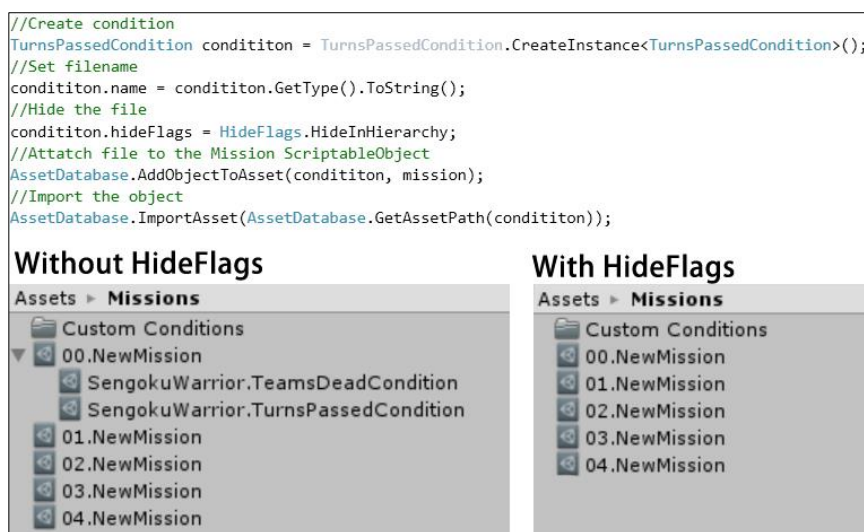 //Create condition
TurnsPassedCondition condititon = TurnsPassedCondition.CreateInstance<TurnsPassedCondition>();
//Set filename
condititon.name = condititon.GetType().ToString();
//Hide the file
condititon.hideFlags = HideFlags.HideInHierarchy;
//Attatch file to the Mission ScriptableObject
AssetDatabase.AddObjectToAsset(condititon, mission);
//Import the object
AssetDatabase.ImportAsset(AssetDatabase.GetAssetPath(condititon));
Without HideFlags
Assets ▸ Missions
Custom Conditions
00.NewMission
SengokuWarrior.TeamsDeadCondition
SengokuWarrior.TurnsPassedCondition
01.NewMission
02.NewMission
03.NewMission
04.NewMission
With HideFlags
Assets ▸ Missions
Custom Conditions
00.NewMission
01.NewMission
02.NewMission
03.NewMission
04.NewMission